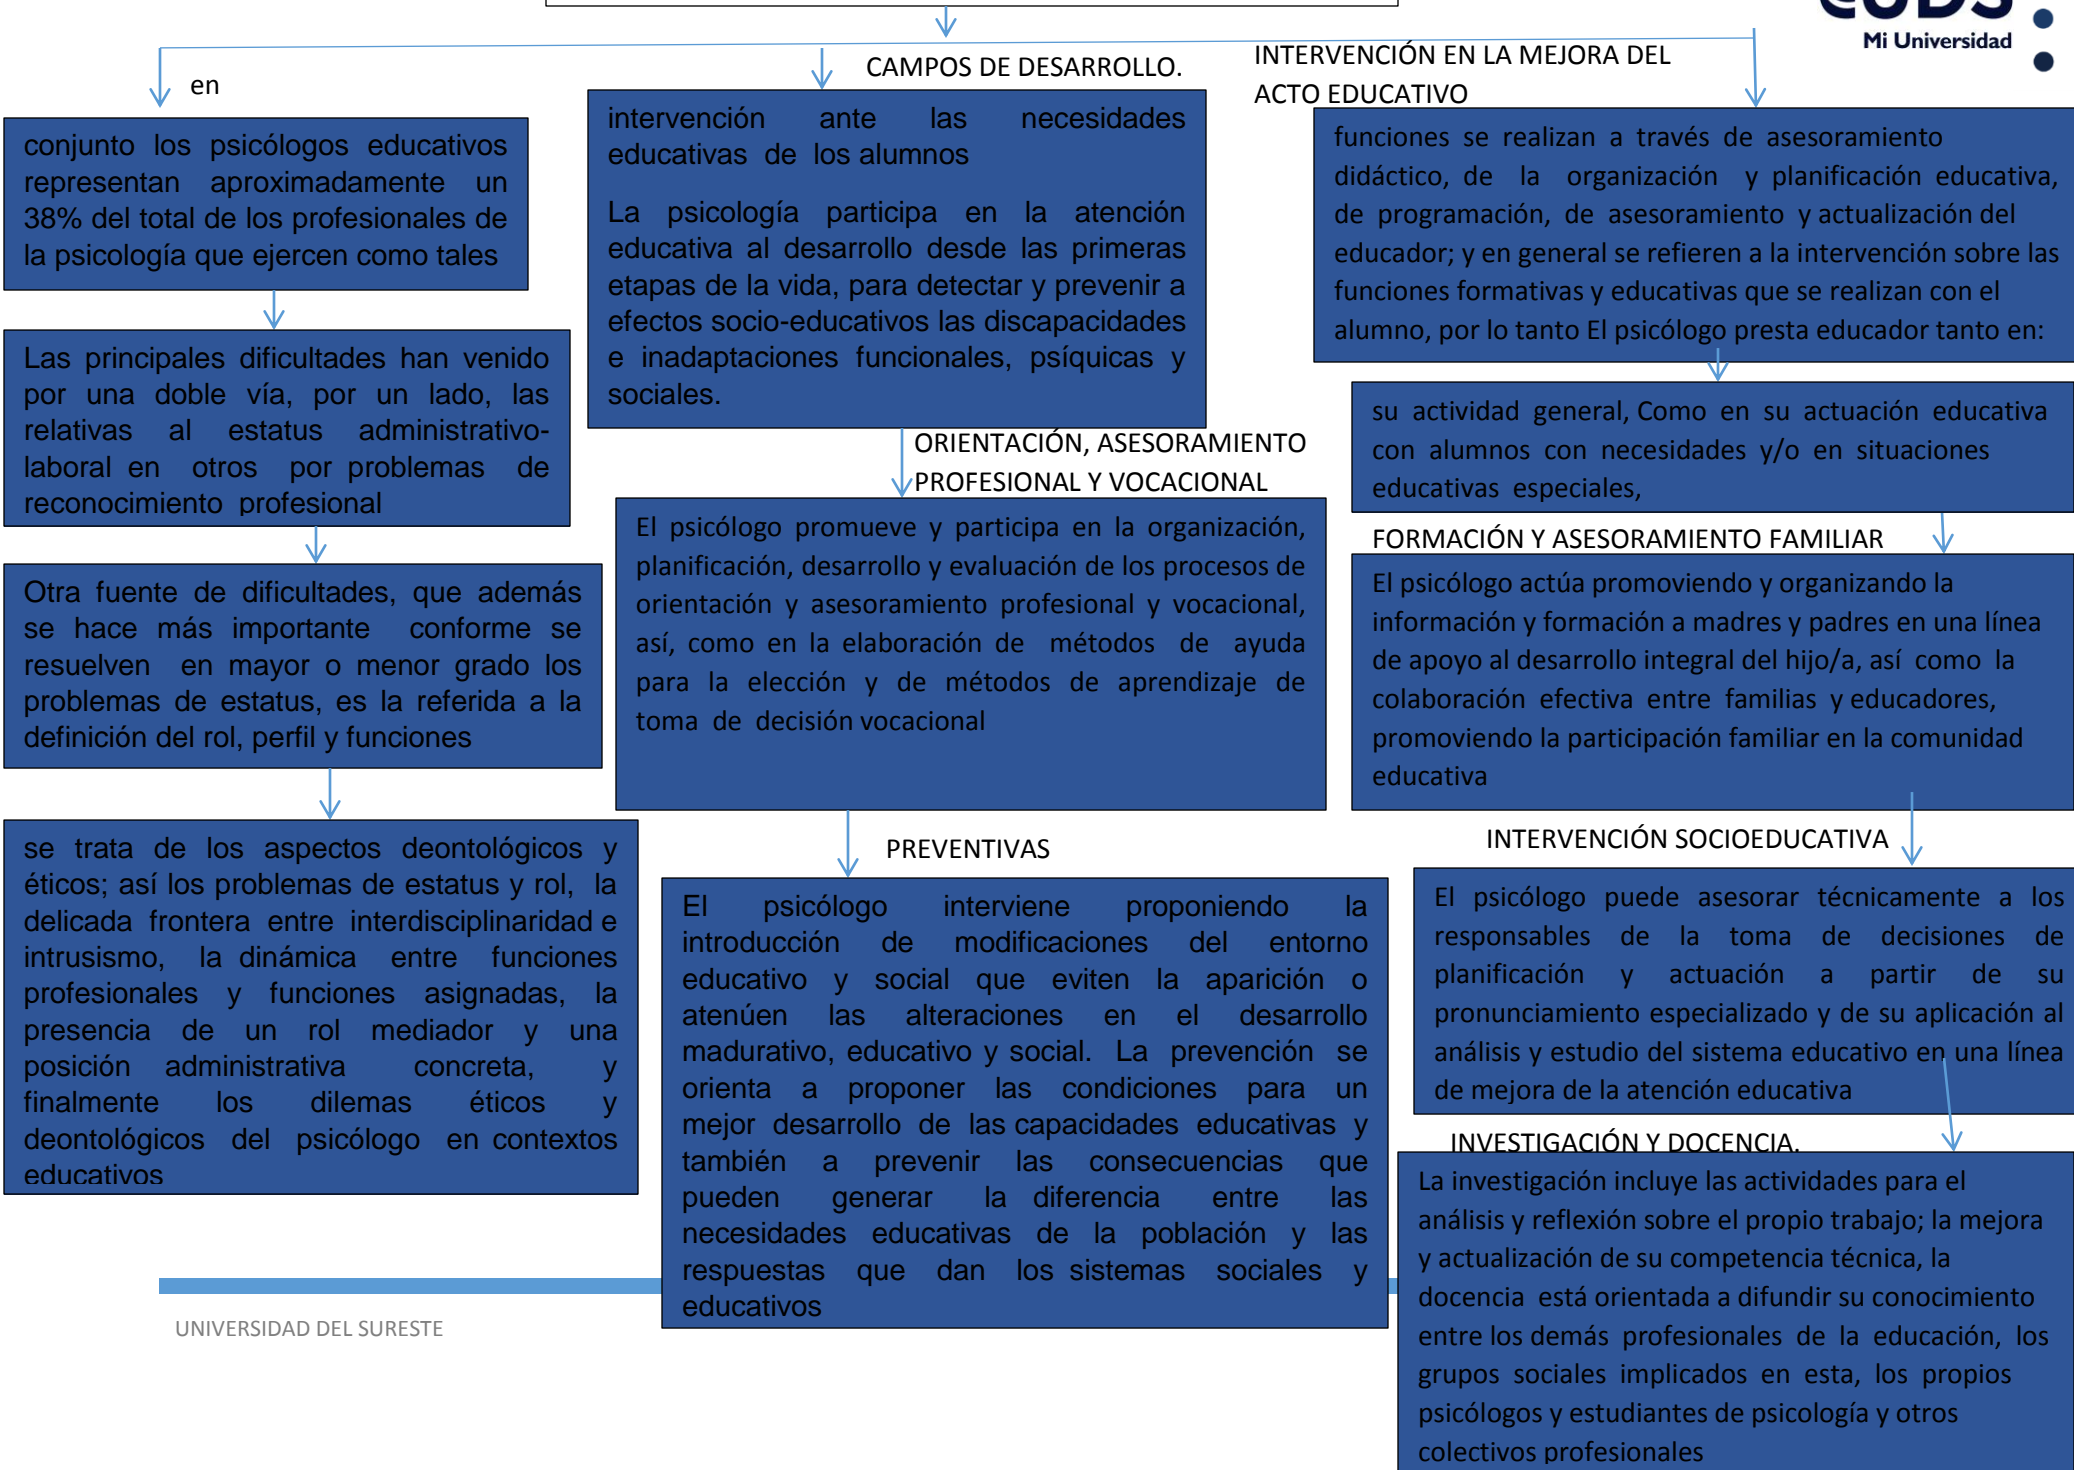 Mi Universidad
en
conjunto los psicólogos educativos
representan aproximadamente un
38% del total de los profesionales de
la psicología que ejercen como tales
Las principales dificultades han venido
por una doble vía, por un lado, las
relativas al estatus administrativo-
laboral en otros por problemas de
reconocimiento profesional
Otra fuente de dificultades, que además
se hace más importante conforme se
resuelven en mayor o menor grado los
problemas de estatus, es la referida a la
definición del rol, perfil y funciones
se trata de los aspectos deontológicos y
éticos; así los problemas de estatus y rol, la
delicada frontera entre interdisciplinaridad e
intrusismo, la dinámica entre funciones
profesionales y funciones asignadas, la
presencia de un rol mediador y una
posición administrativa concreta, y
finalmente los dilemas éticos y
deontológicos del psicólogo en contextos
educativos
CAMPOS DE DESARROLLO.
intervención ante las necesidades
educativas de los alumnos
La psicología participa en la atención
educativa al desarrollo desde las primeras
etapas de la vida, para detectar y prevenir a
efectos socio-educativos las discapacidades
e inadaptaciones funcionales, psíquicas y
sociales.
ORIENTACIÓN, ASESORAMIENTO
PROFESIONAL Y VOCACIONAL
El psicólogo promueve y participa en la organización,
planificación, desarrollo y evaluación de los procesos de
orientación y asesoramiento profesional y vocacional,
así, como en la elaboración de métodos de ayuda
para la elección y de métodos de aprendizaje de
toma de decisión vocacional
PREVENTIVAS
El psicólogo interviene proponiendo la
introducción de modificaciones del entorno
educativo y social que eviten la aparición o
atenúen las alteraciones en el desarrollo
madurativo, educativo y social. La prevención se
orienta a proponer las condiciones para un
mejor desarrollo de las capacidades educativas y
también a prevenir las consecuencias que
pueden generar la diferencia entre las
necesidades educativas de la población y las
respuestas que dan los sistemas sociales y
educativos
INTERVENCIÓN EN LA MEJORA DEL
ACTO EDUCATIVO
funciones se realizan a través de asesoramiento
didáctico, de la organización y planificación educativa,
de programación, de asesoramiento y actualización del
educador; y en general se refieren a la intervención sobre las
funciones formativas y educativas que se realizan con el
alumno, por lo tanto El psicólogo presta educador tanto en:
su actividad general, Como en su actuación educativa
con alumnos con necesidades y/o en situaciones
educativas especiales,
FORMACIÓN Y ASESORAMIENTO FAMILIAR
El psicólogo actúa promoviendo y organizando la
información y formación a madres y padres en una línea
de apoyo al desarrollo integral del hijo/a, así como la
colaboración efectiva entre familias y educadores,
promoviendo la participación familiar en la comunidad
educativa
INTERVENCIÓN SOCIOEDUCATIVA
El psicólogo puede asesorar técnicamente a los
responsables de la toma de decisiones de
planificación y actuación a partir de su
pronunciamiento especializado y de su aplicación al
análisis y estudio del sistema educativo en una línea
de mejora de la atención educativa
INVESTIGACIÓN Y DOCENCIA.
La investigación incluye las actividades para el
análisis y reflexión sobre el propio trabajo; la mejora
y actualización de su competencia técnica, la
docencia está orientada a difundir su conocimiento
entre los demás profesionales de la educación, los
grupos sociales implicados en esta, los propios
psicólogos y estudiantes de psicología y otros
colectivos profesionales
UNIVERSIDAD DEL SURESTE